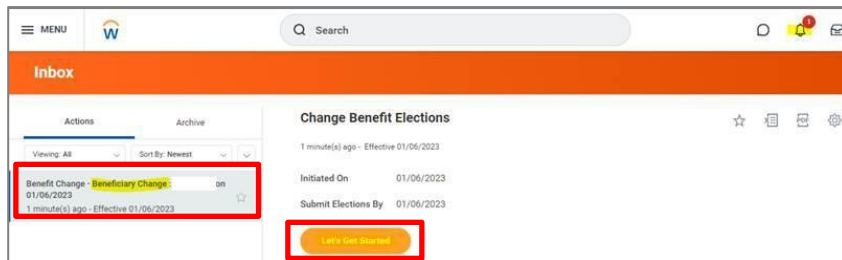 MENU
W
Search
1
Inbox
Actions Archive
Viewing: All Sort By: Newest
Benefit Change - Beneficiary Change : on
01/06/2023
1 minute(s) ago - Effective 01/06/2023
Change Benefit Elections
1 minute(s) ago - Effective 01/06/2023
Initiated On 01/06/2023
Submit Elections By 01/06/2023
Let's Get Started
PDF